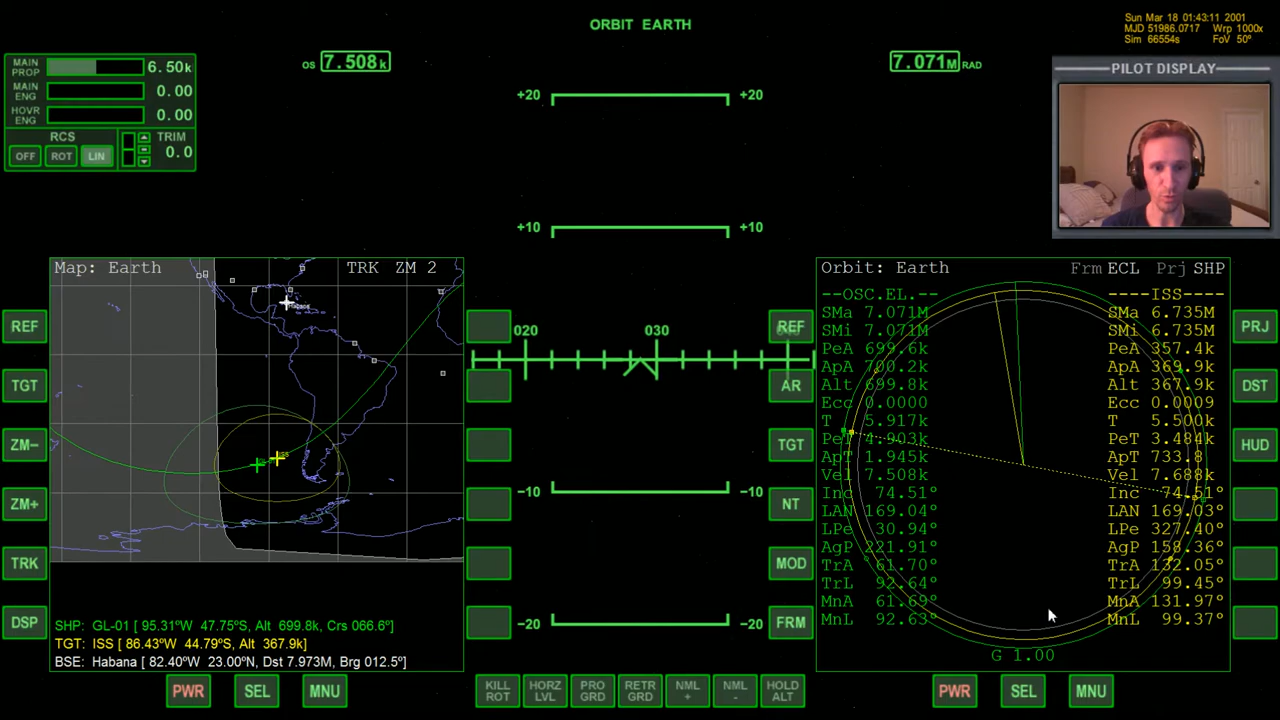 ORBIT EARTH
Sun Mar 18 01:43:11 2001
MJD 51986.0717 Wrp 1000x
Sim 66554s FoV 50°
MAIN PROP 6.50k
MAIN ENG 0.00
HOVR ENG 0.00
RCS TRIM
OFF ROT LIN 0.0
OS 7.508k
7.071M RAD
PILOT DISPLAY
+20 +20
+10 +10
020 030
-10 -10
-20 -20
Map: Earth TRK ZM 2
Habana
REF
TGT
ZM-
ZM+
TRK
DSP
SHP: GL-01 [ 95.31°W 47.75°S, Alt 699.8k, Crs 066.6°]
TGT: ISS [ 86.43°W 44.79°S, Alt 367.9k]
BSE: Habana [ 82.40°W 23.00°N, Dst 7.973M, Brg 012.5°]
PWR SEL MNU
KILL ROT
HORZ LVL
PRO GRD
RETR GRD
NML +
NML -
HOLD ALT
REF
AR
TGT
NT
MOD
FRM
Orbit: Earth Frm ECL Prj SHP
--OSC.EL.--
SMa 7.071M
SMi 7.071M
PeA 699.6k
ApA 700.2k
Alt 699.8k
Ecc 0.0000
T 5.917k
PeT 4.903k
ApT 1.945k
Vel 7.508k
Inc 74.51°
LAN 169.04°
LPe 30.94°
AgP 221.91°
TrA 61.70°
TrL 92.64°
MnA 61.69°
MnL 92.63°
----ISS----
SMa 6.735M
SMi 6.735M
PeA 357.4k
ApA 369.9k
Alt 367.9k
Ecc 0.0009
T 5.500k
PeT 3.484k
ApT 733.8
Vel 7.688k
Inc 74.51°
LAN 169.03°
LPe 327.40°
AgP 158.36°
TrA 132.05°
TrL 99.45°
MnA 131.97°
MnL 99.37°
G 1.00
PRJ
DST
HUD
PWR SEL MNU